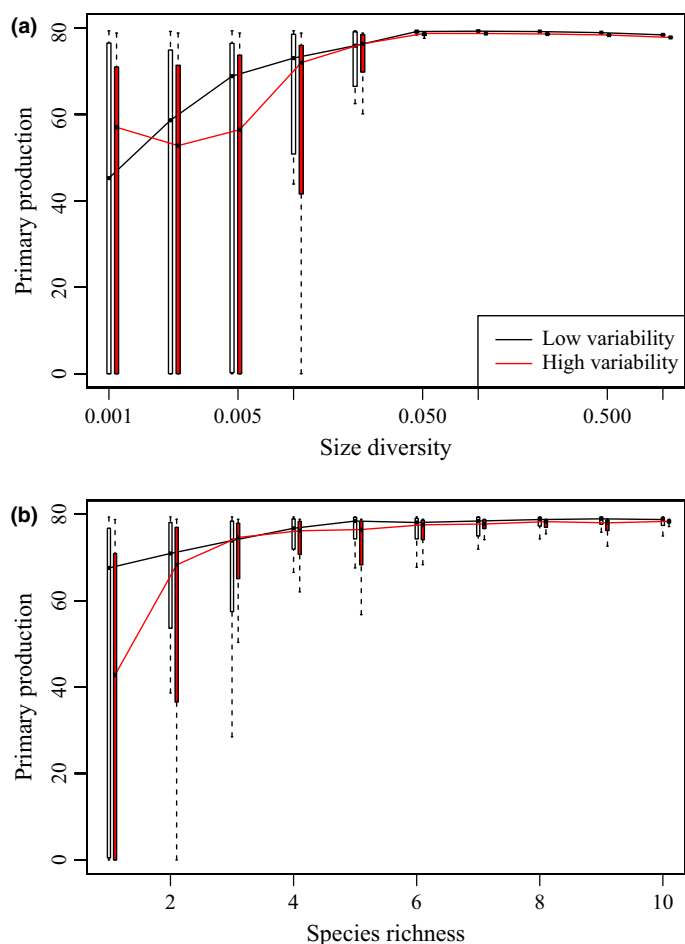 (a)
Primary production
80
60
40
20
0
Low variability
High variability
0.001
0.005
0.050
0.500
Size diversity
(b)
Primary production
80
60
40
20
0
2
4
6
8
10
Species richness